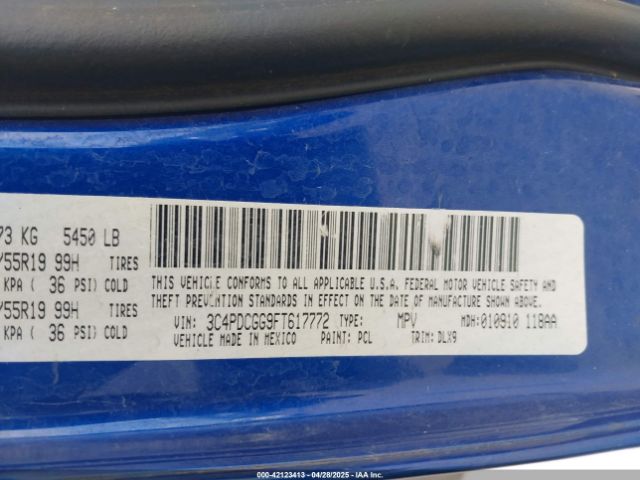 73 KG 5450 LB
/55R19 99H TIRES
KPA ( 36 PSI) COLD
/55R19 99H TIRES
KPA ( 36 PSI) COLD
THIS VEHICLE CONFORMS TO ALL APPLICABLE U.S.A. FEDERAL MOTOR VEHICLE SAFETY AND
THEFT PREVENTION STANDARDS IN EFFECT ON THE DATE OF MANUFACTURE SHOWN ABOVE.
VIN: 3C4PDCGG9FT617772 TYPE: MPV MDH: 010910 118AA
VEHICLE MADE IN MEXICO PAINT: PCL TRIM: DLX9
000-42123413 - 04/28/2025 - IAA Inc.